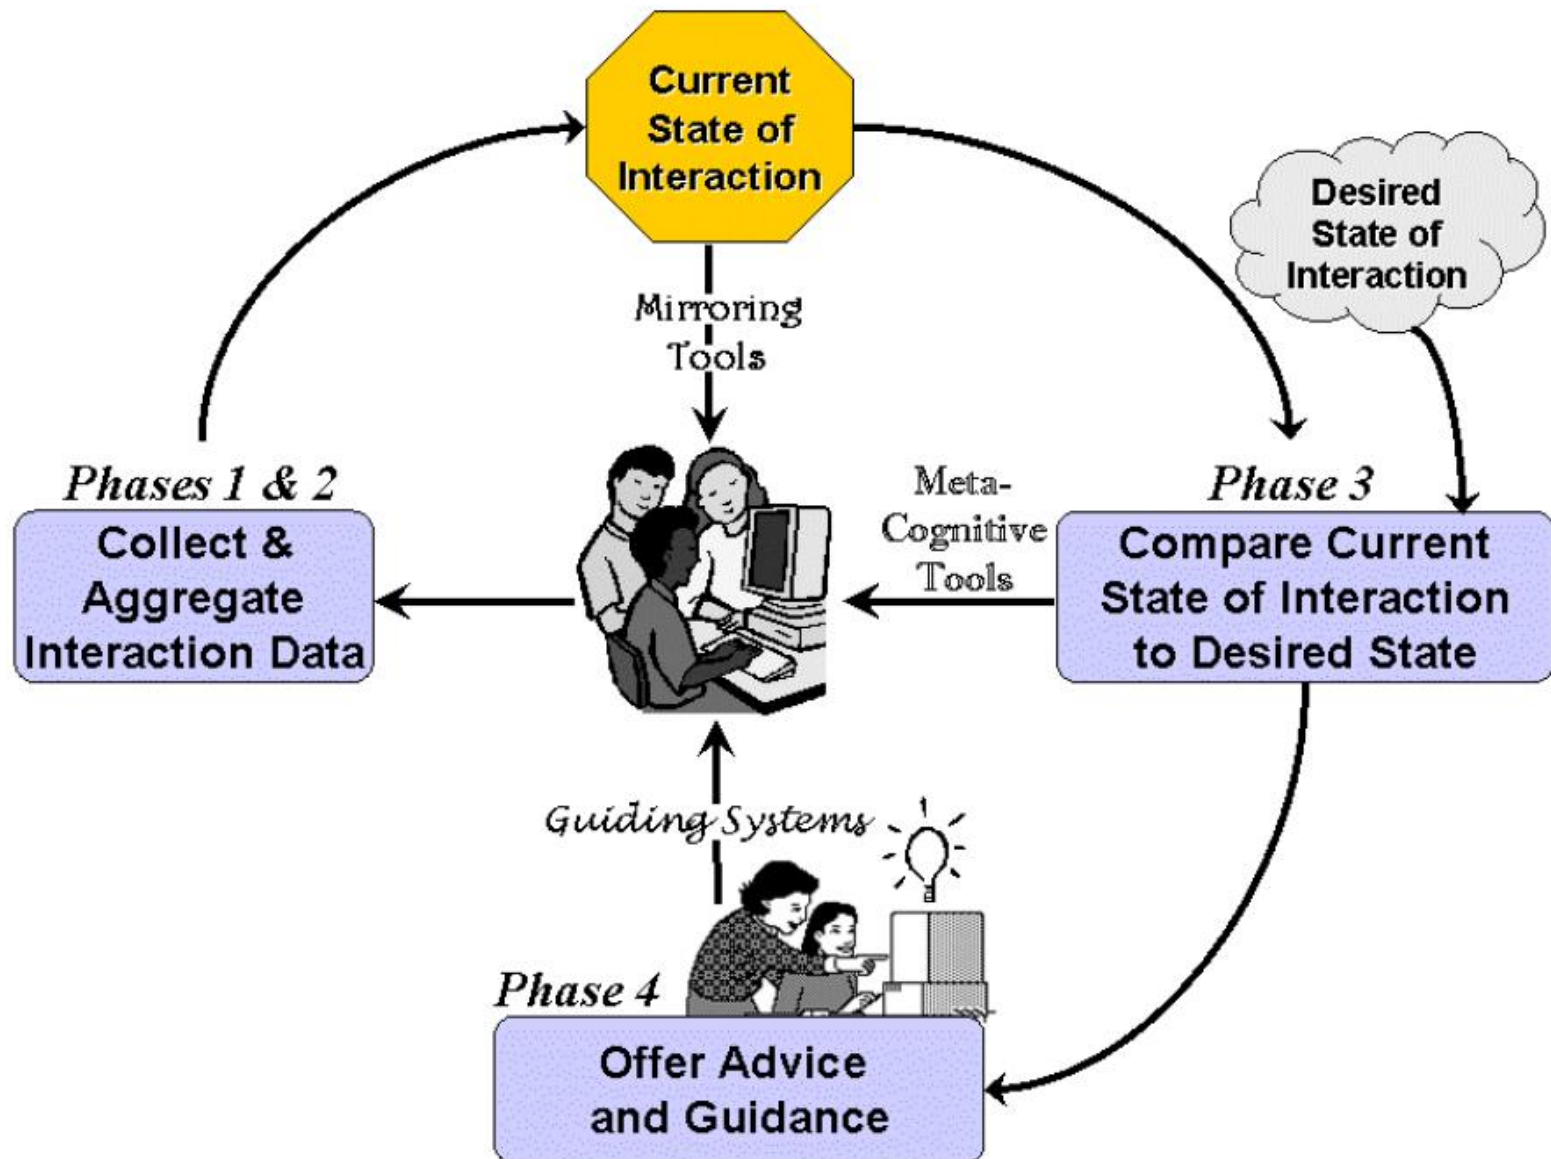 Current
State of
Interaction
Desired
State of
Interaction
Mirroring
Tools
Phases 1 & 2
Collect &
Aggregate
Interaction Data
Meta-
Cognitive
Tools
Phase 3
Compare Current
State of Interaction
to Desired State
Guiding Systems
Phase 4
Offer Advice
and Guidance